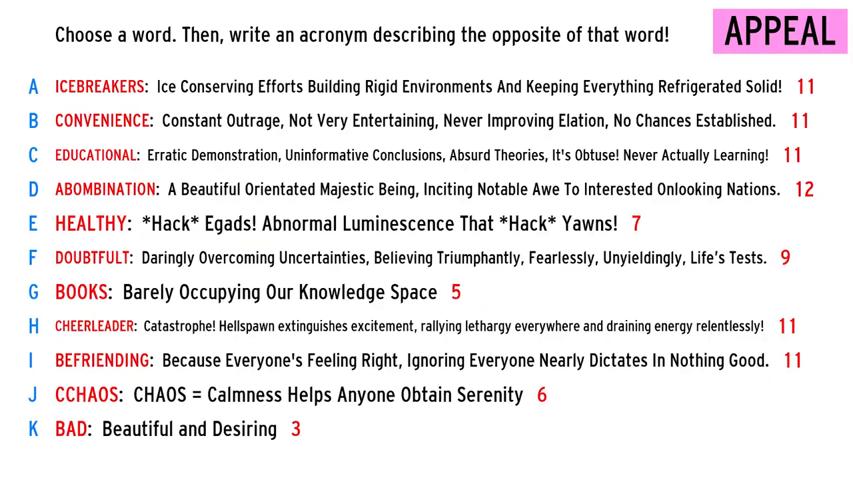 Choose a word. Then, write an acronym describing the opposite of that word! APPEAL
A ICEBREAKERS: Ice Conserving Efforts Building Rigid Environments And Keeping Everything Refrigerated Solid! 11
B CONVENIENCE: Constant Outrage, Not Very Entertaining, Never Improving Elation, No Chances Established. 11
C EDUCATIONAL: Erratic Demonstration, Uninformative Conclusions, Absurd Theories, It's Obtuse! Never Actually Learning! 11
D ABOMBINATION: A Beautiful Orientated Majestic Being, Inciting Notable Awe To Interested Onlooking Nations. 12
E HEALTHY: *Hack* Egads! Abnormal Luminescence That *Hack* Yawns! 7
F DOUBTFULT: Daringly Overcoming Uncertainties, Believing Triumphantly, Fearlessly, Unyieldingly, Life's Tests. 9
G BOOKS: Barely Occupying Our Knowledge Space 5
H CHEERLEADER: Catastrophe! Hellspawn extinguishes excitement, rallying lethargy everywhere and draining energy relentlessly! 11
I BEFRIENDING: Because Everyone's Feeling Right, Ignoring Everyone Nearly Dictates In Nothing Good. 11
J CCHAOS: CHAOS = Calmness Helps Anyone Obtain Serenity 6
K BAD: Beautiful and Desiring 3